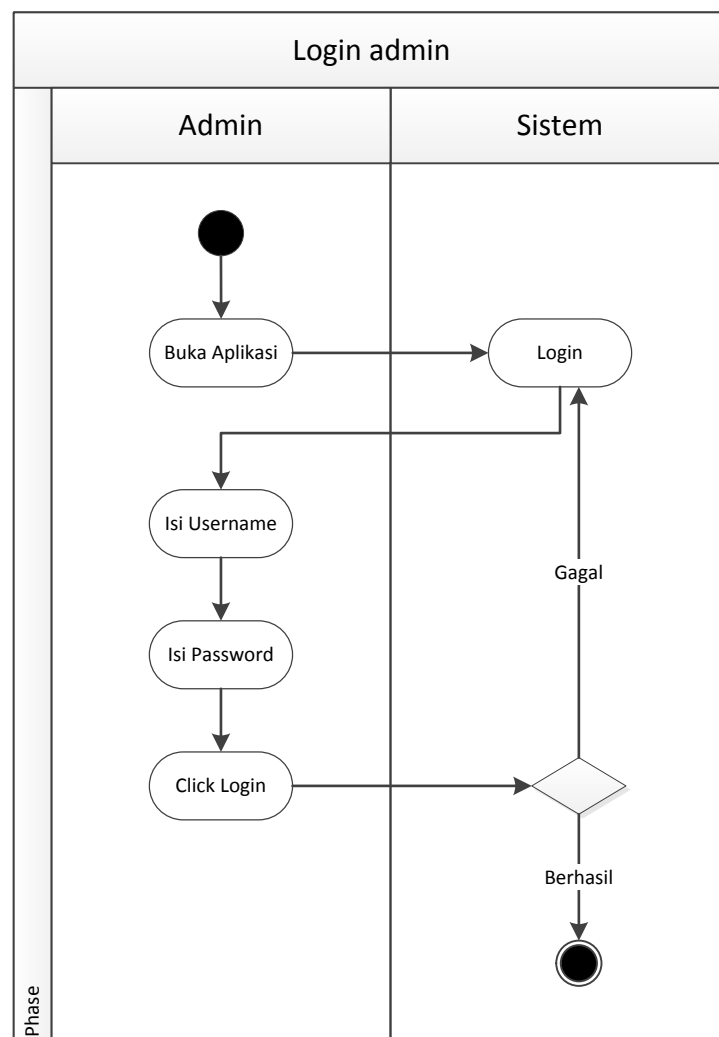 Login admin
Admin
Sistem
Buka Aplikasi
Login
Isi Username
Gagal
Isi Password
Click Login
Berhasil
Phase